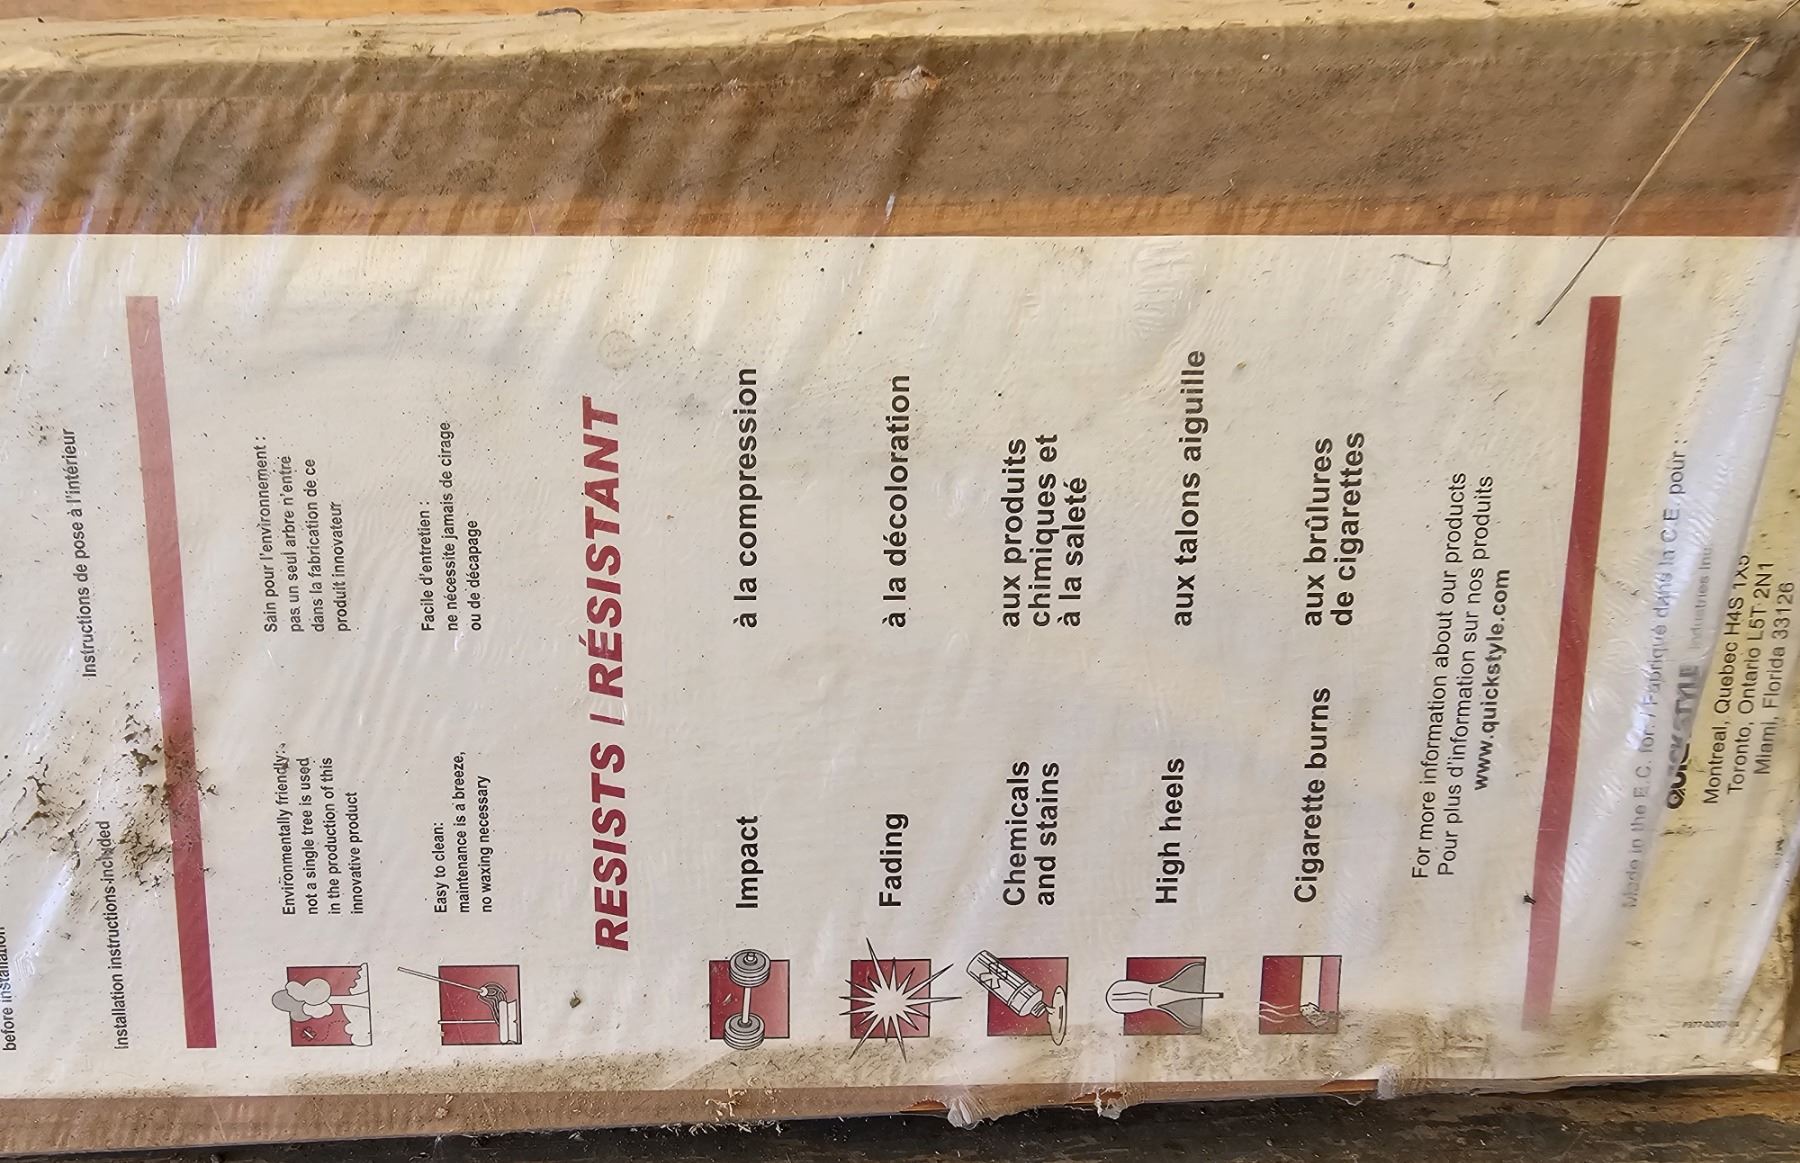 before installation
Installation instructions included
Instructions de pose à l'intérieur
Environmentally friendly:
not a single tree is used
in the production of this
innovative product
Sain pour l'environnement :
pas un seul arbre n'entre
dans la fabrication de ce
produit innovateur
Easy to clean:
maintenance is a breeze,
no waxing necessary
Facile d'entretien :
ne nécessite jamais de cirage
ou de décapage
RESISTS / RÉSISTANT
Impact
à la compression
Fading
à la décoloration
Chemicals
and stains
aux produits
chimiques et
à la saleté
High heels
aux talons aiguille
Cigarette burns
aux brûlures
de cigarettes
For more information about our products
Pour plus d'information sur nos produits
www.quickstyle.com
Made in the E.C. for / Fabriqué dans la C.E. pour :
QUICKSTYLE Industries Inc.
Montreal, Quebec H4S 1X5
Toronto, Ontario L5T 2N1
Miami, Florida 33126